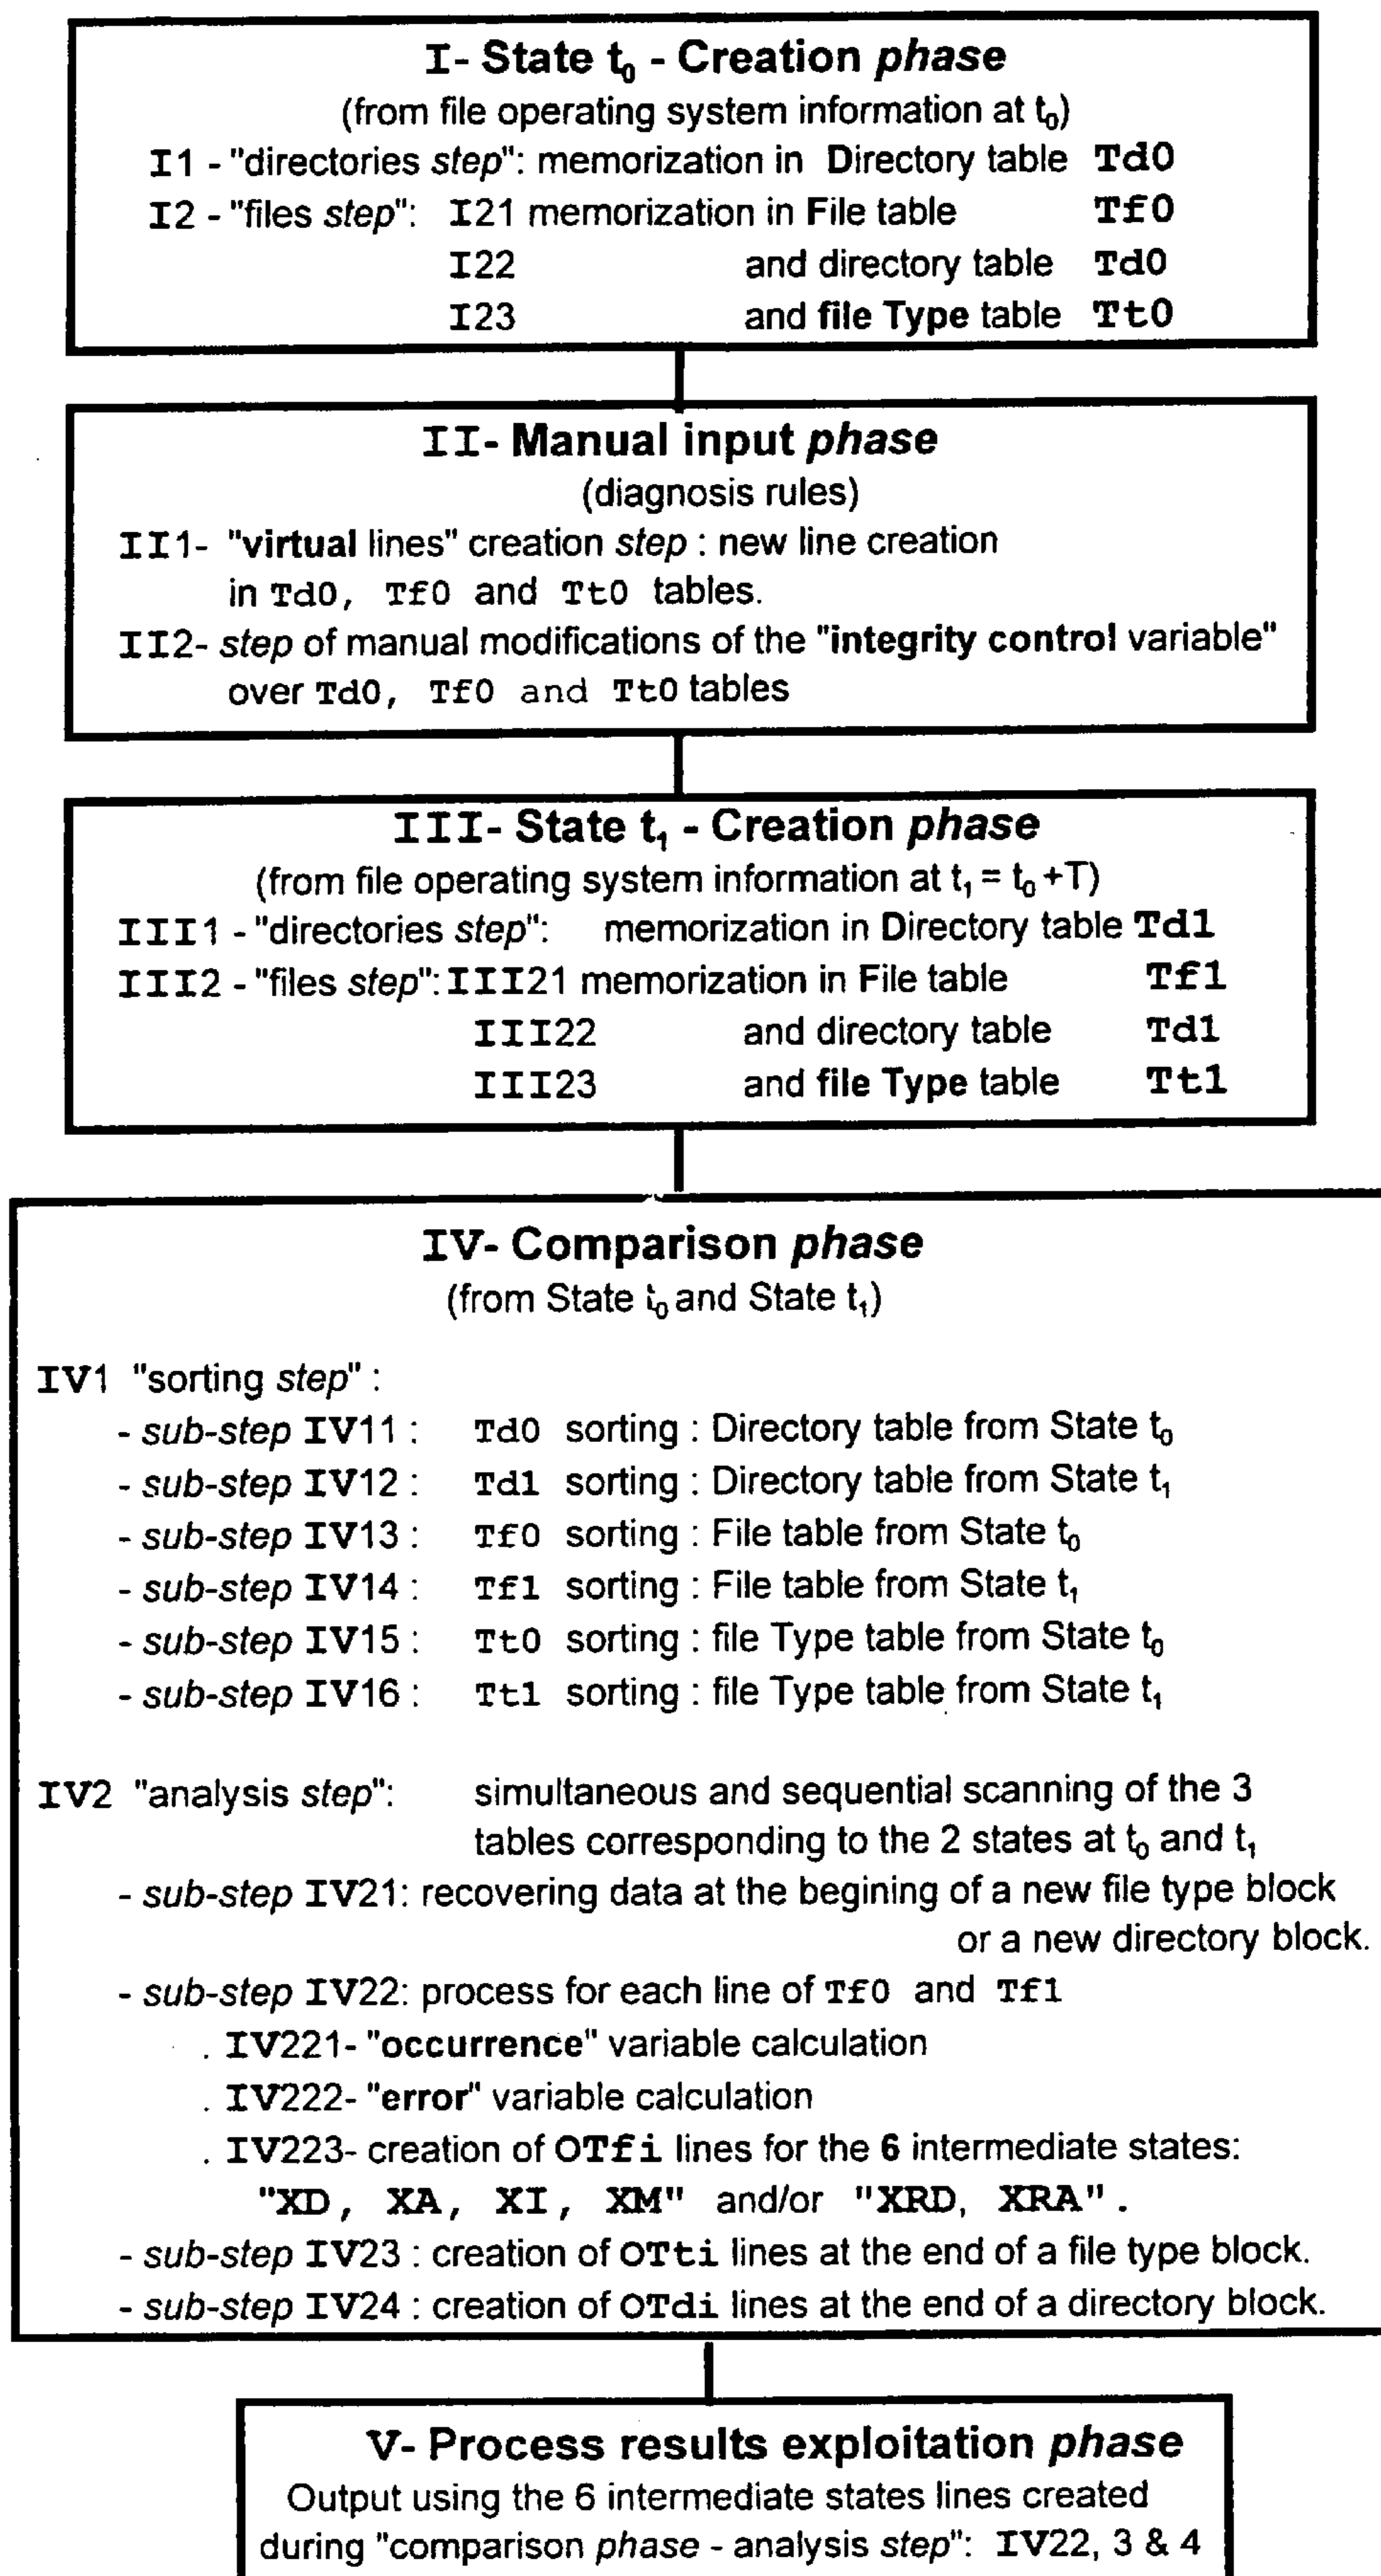 I- State t₀ - Creation phase
(from file operating system information at t₀)
I1 - "directories step": memorization in Directory table Td0
I2 - "files step": I21 memorization in File table Tf0
I22 and directory table Td0
I23 and file Type table Tt0
II- Manual input phase
(diagnosis rules)
II1- "virtual lines" creation step : new line creation
in Td0, Tf0 and Tt0 tables.
II2- step of manual modifications of the "integrity control variable"
over Td0, Tf0 and Tt0 tables
III- State t₁ - Creation phase
(from file operating system information at t₁ = t₀ +T)
III1 - "directories step": memorization in Directory table Td1
III2 - "files step": III21 memorization in File table Tf1
III22 and directory table Td1
III23 and file Type table Tt1
IV- Comparison phase
(from State t₀ and State t₁)
IV1 "sorting step" :
- sub-step IV11 : Td0 sorting : Directory table from State t₀
- sub-step IV12 : Td1 sorting : Directory table from State t₁
- sub-step IV13 : Tf0 sorting : File table from State t₀
- sub-step IV14 : Tf1 sorting : File table from State t₁
- sub-step IV15 : Tt0 sorting : file Type table from State t₀
- sub-step IV16 : Tt1 sorting : file Type table from State t₁
IV2 "analysis step": simultaneous and sequential scanning of the 3
tables corresponding to the 2 states at t₀ and t₁
- sub-step IV21: recovering data at the begining of a new file type block
or a new directory block.
- sub-step IV22: process for each line of Tf0 and Tf1
. IV221- "occurrence" variable calculation
. IV222- "error" variable calculation
. IV223- creation of OTfi lines for the 6 intermediate states:
"XD, XA, XI, XM" and/or "XRD, XRA".
- sub-step IV23 : creation of OTti lines at the end of a file type block.
- sub-step IV24 : creation of OTdi lines at the end of a directory block.
V- Process results exploitation phase
Output using the 6 intermediate states lines created
during "comparison phase - analysis step": IV22, 3 & 4